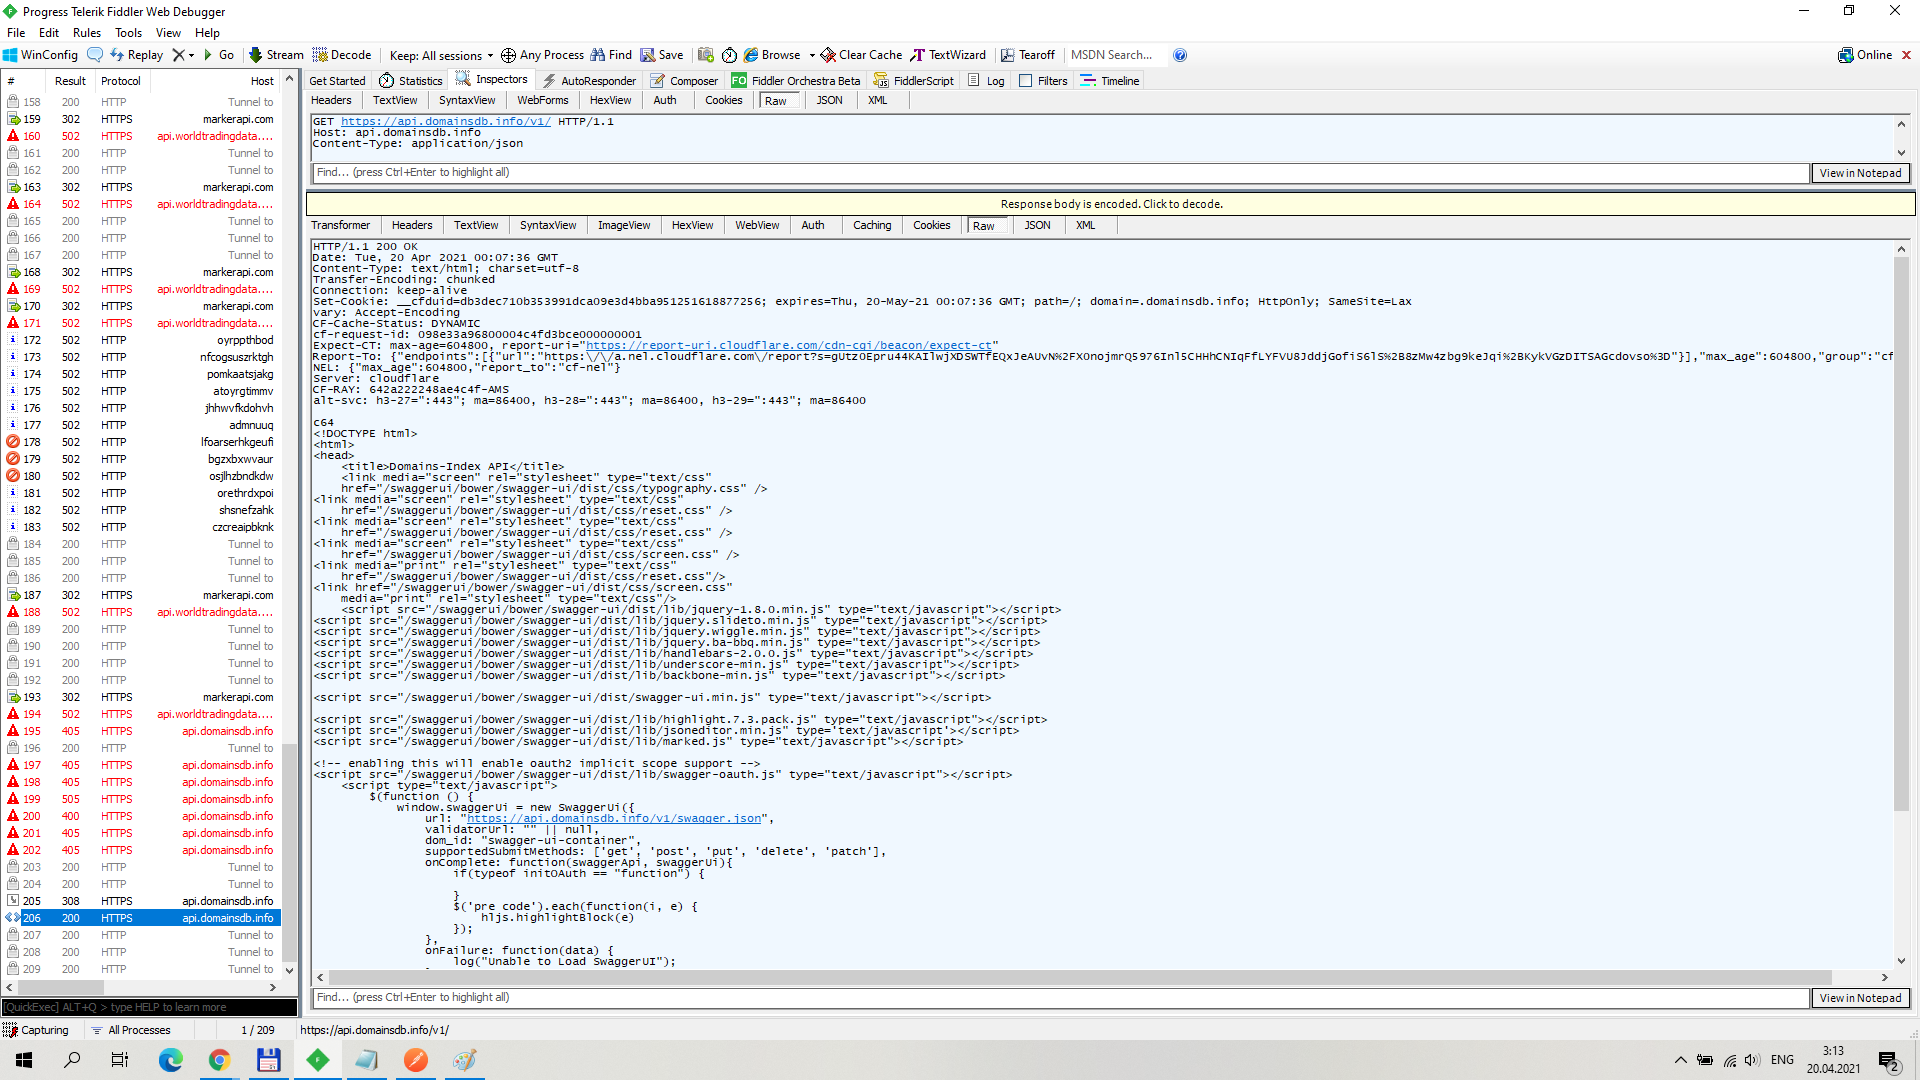 Progress Telerik Fiddler Web Debugger
File Edit Rules Tools View Help
WinConfig Replay Go Stream Decode Keep: All sessions Any Process Find Save Browse Clear Cache TextWizard Tearoff MSDN Search... Online
# Result Protocol Host
158 200 HTTP Tunnel to
159 302 HTTPS markerapi.com
160 502 HTTPS api.worldtradingdata....
161 200 HTTP Tunnel to
162 200 HTTP Tunnel to
163 302 HTTPS markerapi.com
164 502 HTTPS api.worldtradingdata....
165 200 HTTP Tunnel to
166 200 HTTP Tunnel to
167 200 HTTP Tunnel to
168 302 HTTPS markerapi.com
169 502 HTTPS api.worldtradingdata....
170 302 HTTPS markerapi.com
171 502 HTTPS api.worldtradingdata....
172 502 HTTP oyrppthbod
173 502 HTTP nfcogsuszrktgh
174 502 HTTP pomkaatsjakg
175 502 HTTP atoyrgtimmv
176 502 HTTP jhhwvfkdohvh
177 502 HTTP admnuuq
178 502 HTTP lfoarserhkgeufi
179 502 HTTP bgzxbxwvaur
180 502 HTTP osjlhzbndkdw
181 502 HTTP orethrdxpoi
182 502 HTTP shsnefzahk
183 502 HTTP czcreaipbknk
184 200 HTTP Tunnel to
185 200 HTTP Tunnel to
186 200 HTTP Tunnel to
187 302 HTTPS markerapi.com
188 502 HTTPS api.worldtradingdata....
189 200 HTTP Tunnel to
190 200 HTTP Tunnel to
191 200 HTTP Tunnel to
192 200 HTTP Tunnel to
193 302 HTTPS markerapi.com
194 502 HTTPS api.worldtradingdata....
195 405 HTTPS api.domainsdb.info
196 200 HTTP Tunnel to
197 405 HTTPS api.domainsdb.info
198 405 HTTPS api.domainsdb.info
199 505 HTTPS api.domainsdb.info
200 400 HTTPS api.domainsdb.info
201 405 HTTPS api.domainsdb.info
202 405 HTTPS api.domainsdb.info
203 200 HTTP Tunnel to
204 200 HTTP Tunnel to
205 308 HTTPS api.domainsdb.info
206 200 HTTPS api.domainsdb.info
207 200 HTTP Tunnel to
208 200 HTTP Tunnel to
209 200 HTTP Tunnel to
[QuickExec] ALT+Q > type HELP to learn more
Get Started Statistics Inspectors AutoResponder Composer FO Fiddler Orchestra Beta FiddlerScript Log Filters Timeline
Headers TextView SyntaxView WebForms HexView Auth Cookies Raw JSON XML
GET https://api.domainsdb.info/v1/ HTTP/1.1
Host: api.domainsdb.info
Content-Type: application/json
Find... (press Ctrl+Enter to highlight all) View in Notepad
Response body is encoded. Click to decode.
Transformer Headers TextView SyntaxView ImageView HexView WebView Auth Caching Cookies Raw JSON XML
HTTP/1.1 200 OK
Date: Tue, 20 Apr 2021 00:07:36 GMT
Content-Type: text/html; charset=utf-8
Transfer-Encoding: chunked
Connection: keep-alive
Set-Cookie: __cfduid=db3dec710b353991dca09e3d4bba951251618877256; expires=Thu, 20-May-21 00:07:36 GMT; path=/; domain=.domainsdb.info; HttpOnly; SameSite=Lax
vary: Accept-Encoding
CF-Cache-Status: DYNAMIC
cf-request-id: 098e33a96800004c4fd3bce000000001
Expect-CT: max-age=604800, report-uri="https://report-uri.cloudflare.com/cdn-cgi/beacon/expect-ct"
Report-To: {"endpoints":[{"url":"https:\/\/a.nel.cloudflare.com\/report?s=gUtzOEpru44KAIlwjXDSWTfEQxJeAUvN%2FXOnojmrQ5976Inl5CHHhCNIqFfLYFVU8JddjGofiS6lS%2B8zMw4zbg9keJqi%2BKykVGzDITSAGcdovso%3D"}],"max_age":604800,"group":"cf
NEL: {"max_age":604800,"report_to":"cf-nel"}
Server: cloudflare
CF-RAY: 642a222248ae4c4f-AMS
alt-svc: h3-27=":443"; ma=86400, h3-28=":443"; ma=86400, h3-29=":443"; ma=86400
c64
<!DOCTYPE html>
<html>
<head>
<title>Domains-Index API</title>
<link media="screen" rel="stylesheet" type="text/css"
href="/swaggerui/bower/swagger-ui/dist/css/typography.css" />
<link media="screen" rel="stylesheet" type="text/css"
href="/swaggerui/bower/swagger-ui/dist/css/reset.css" />
<link media="screen" rel="stylesheet" type="text/css"
href="/swaggerui/bower/swagger-ui/dist/css/reset.css" />
<link media="screen" rel="stylesheet" type="text/css"
href="/swaggerui/bower/swagger-ui/dist/css/screen.css" />
<link media="print" rel="stylesheet" type="text/css"
href="/swaggerui/bower/swagger-ui/dist/css/reset.css"/>
<link href="/swaggerui/bower/swagger-ui/dist/css/screen.css"
media="print" rel="stylesheet" type="text/css"/>
<script src="/swaggerui/bower/swagger-ui/dist/lib/jquery-1.8.0.min.js" type="text/javascript"></script>
<script src="/swaggerui/bower/swagger-ui/dist/lib/jquery.slideto.min.js" type="text/javascript"></script>
<script src="/swaggerui/bower/swagger-ui/dist/lib/jquery.wiggle.min.js" type="text/javascript"></script>
<script src="/swaggerui/bower/swagger-ui/dist/lib/jquery.ba-bbq.min.js" type="text/javascript"></script>
<script src="/swaggerui/bower/swagger-ui/dist/lib/handlebars-2.0.0.js" type="text/javascript"></script>
<script src="/swaggerui/bower/swagger-ui/dist/lib/underscore-min.js" type="text/javascript"></script>
<script src="/swaggerui/bower/swagger-ui/dist/lib/backbone-min.js" type="text/javascript"></script>
<script src="/swaggerui/bower/swagger-ui/dist/swagger-ui.min.js" type="text/javascript"></script>
<script src="/swaggerui/bower/swagger-ui/dist/lib/highlight.7.3.pack.js" type="text/javascript"></script>
<script src="/swaggerui/bower/swagger-ui/dist/lib/jsoneditor.min.js" type="text/javascript"></script>
<script src="/swaggerui/bower/swagger-ui/dist/lib/marked.js" type="text/javascript"></script>
<!-- enabling this will enable oauth2 implicit scope support -->
<script src="/swaggerui/bower/swagger-ui/dist/lib/swagger-oauth.js" type="text/javascript"></script>
<script type="text/javascript">
$(function () {
window.swaggerUi = new SwaggerUi({
url: "https://api.domainsdb.info/v1/swagger.json",
validatorUrl: "" || null,
dom_id: "swagger-ui-container",
supportedSubmitMethods: ['get', 'post', 'put', 'delete', 'patch'],
onComplete: function(swaggerApi, swaggerUi){
if(typeof initOAuth == "function") {
}
$('pre code').each(function(i, e) {
hljs.highlightBlock(e)
});
},
onFailure: function(data) {
log("Unable to Load SwaggerUI");
Find... (press Ctrl+Enter to highlight all) View in Notepad
Capturing All Processes 1 / 209 https://api.domainsdb.info/v1/
ENG 3:13
20.04.2021
2